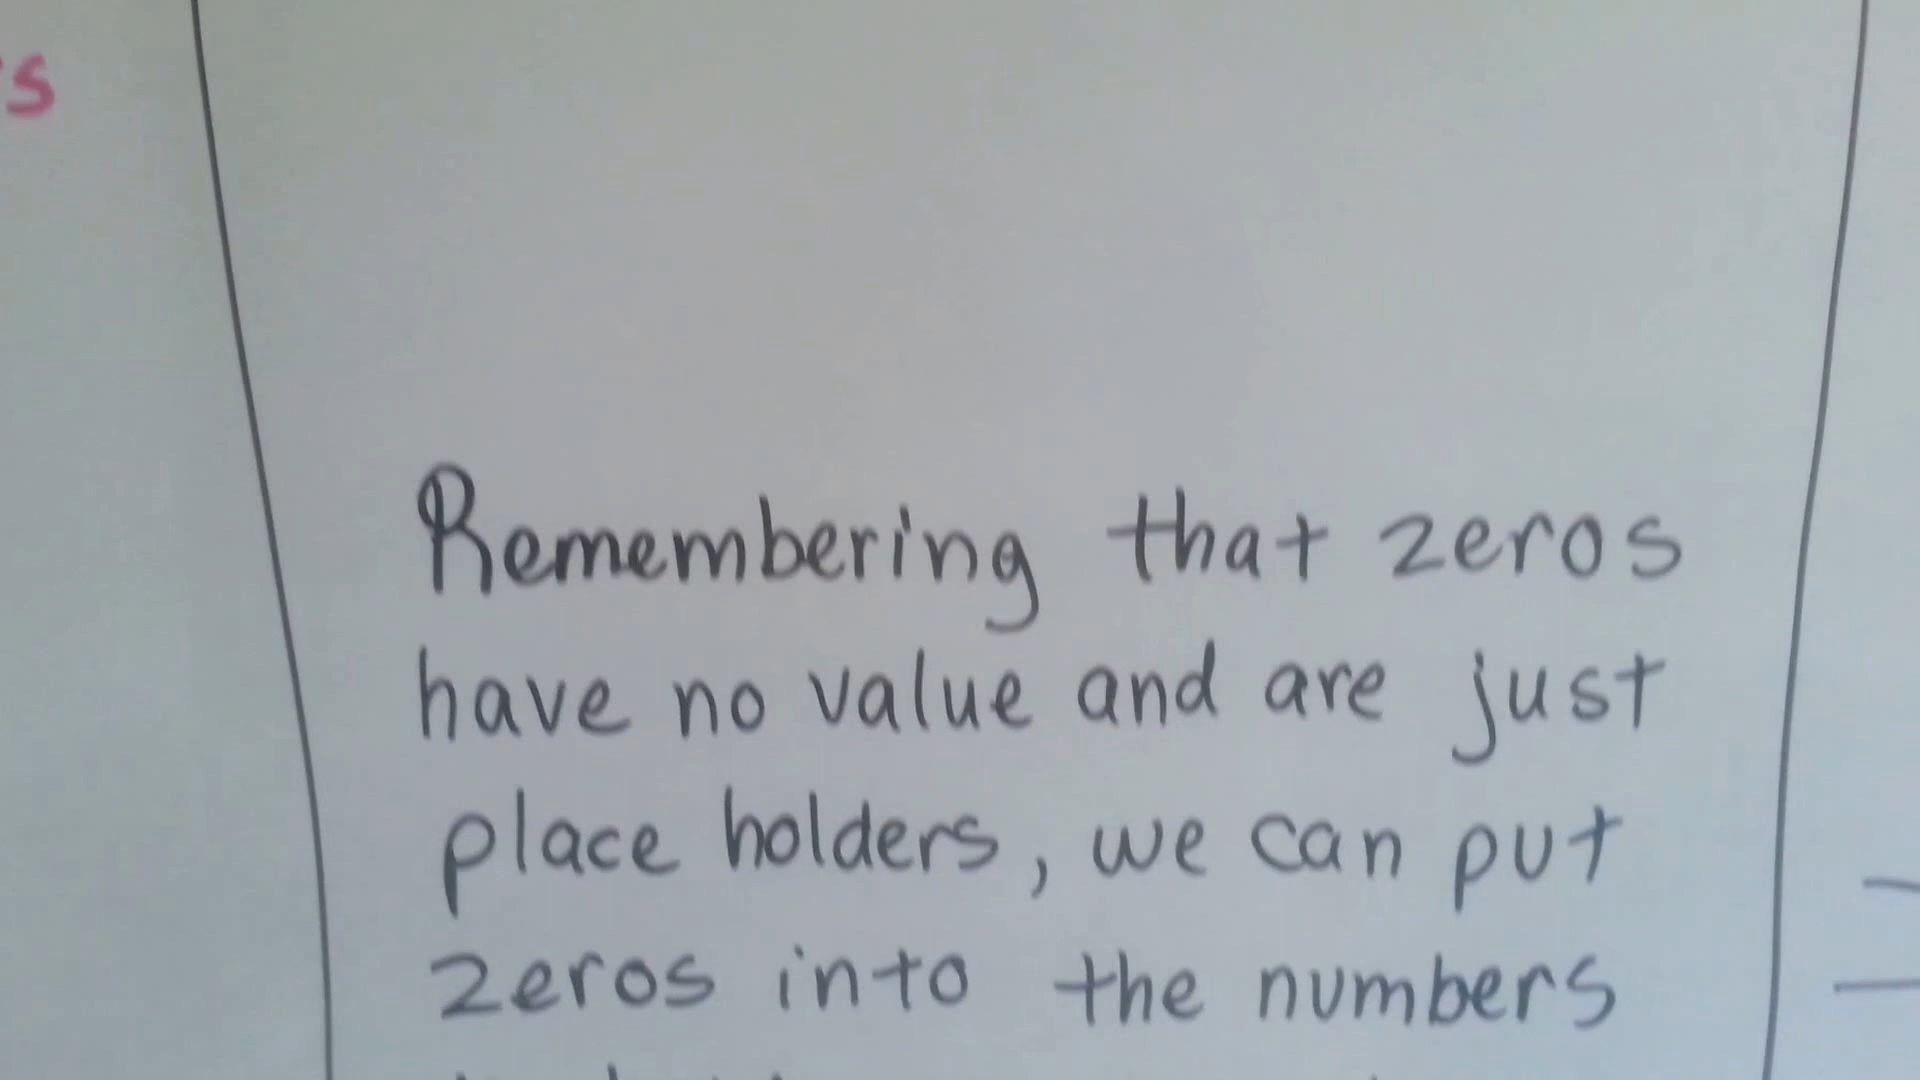 s
Remembering that zeros
have no value and are just
place holders, we can put
zeros into the numbers